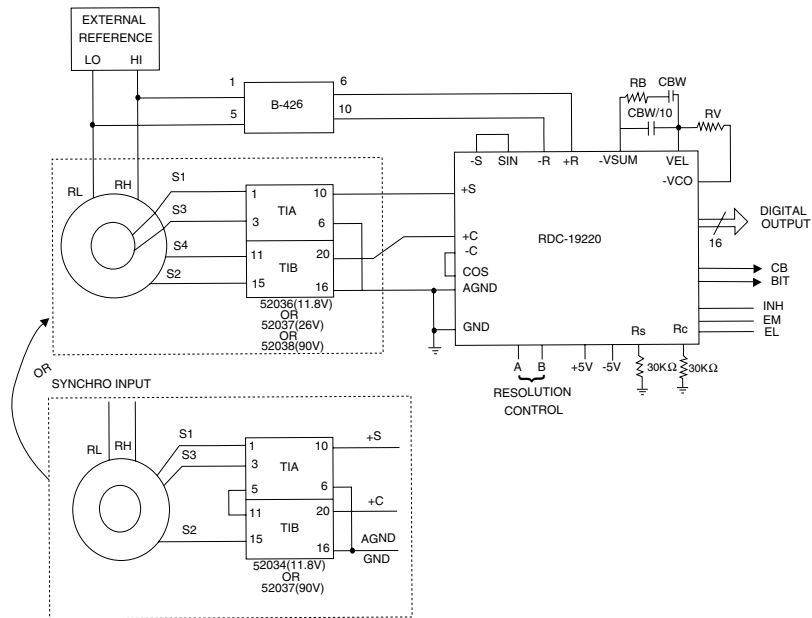 EXTERNAL
REFERENCE
LO HI
1
5
B-426
6
10
RB
CBW
CBW/10
RV
-S SIN -R +R -VSUM VEL
-VCO
+S
+C
-C
COS
AGND
GND
RDC-19220
16
DIGITAL
OUTPUT
CB
BIT
INH
EM
EL
Rs Rc
30KΩ 30KΩ
A B +5V -5V
RESOLUTION
CONTROL
RL RH
S1
S3
S4
S2
1 10
TIA
3 6
11 20
TIB
15 16
52036(11.8V)
OR
52037(26V)
OR
52038(90V)
OR
SYNCHRO INPUT
RL RH
S1
S3
S2
1 10
3
TIA
5 6
11 20
TIB
15 16
+S
+C
AGND
GND
52034(11.8V)
OR
52037(90V)